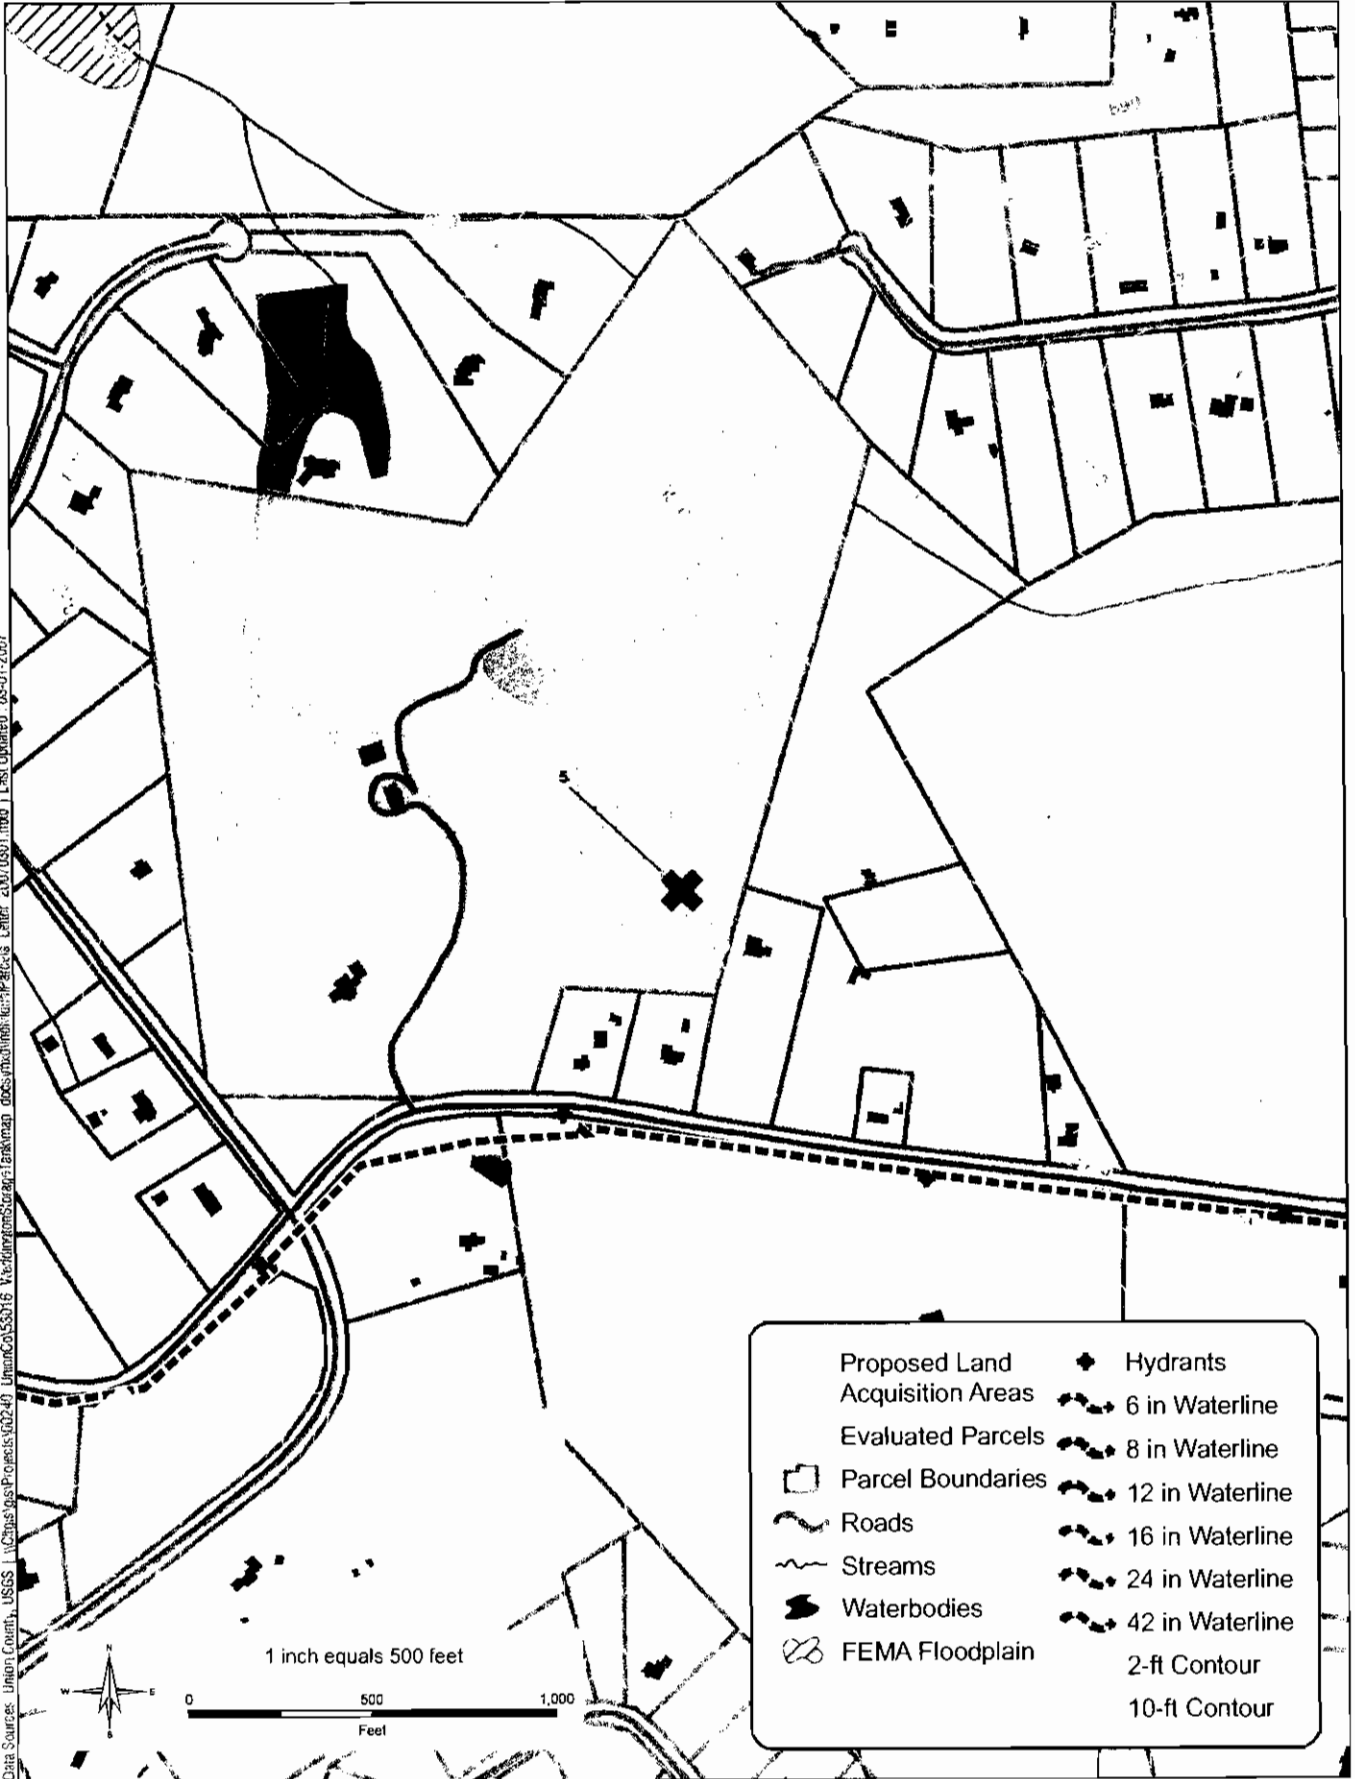 690
5
Proposed Land
Acquisition Areas
Evaluated Parcels
Parcel Boundaries
Roads
Streams
Waterbodies
FEMA Floodplain
Hydrants
6 in Waterline
8 in Waterline
12 in Waterline
16 in Waterline
24 in Waterline
42 in Waterline
2-ft Contour
10-ft Contour
1 inch equals 500 feet
N
W
E
S
0 500 1,000
Feet
Data Sources: Union County, USGS |